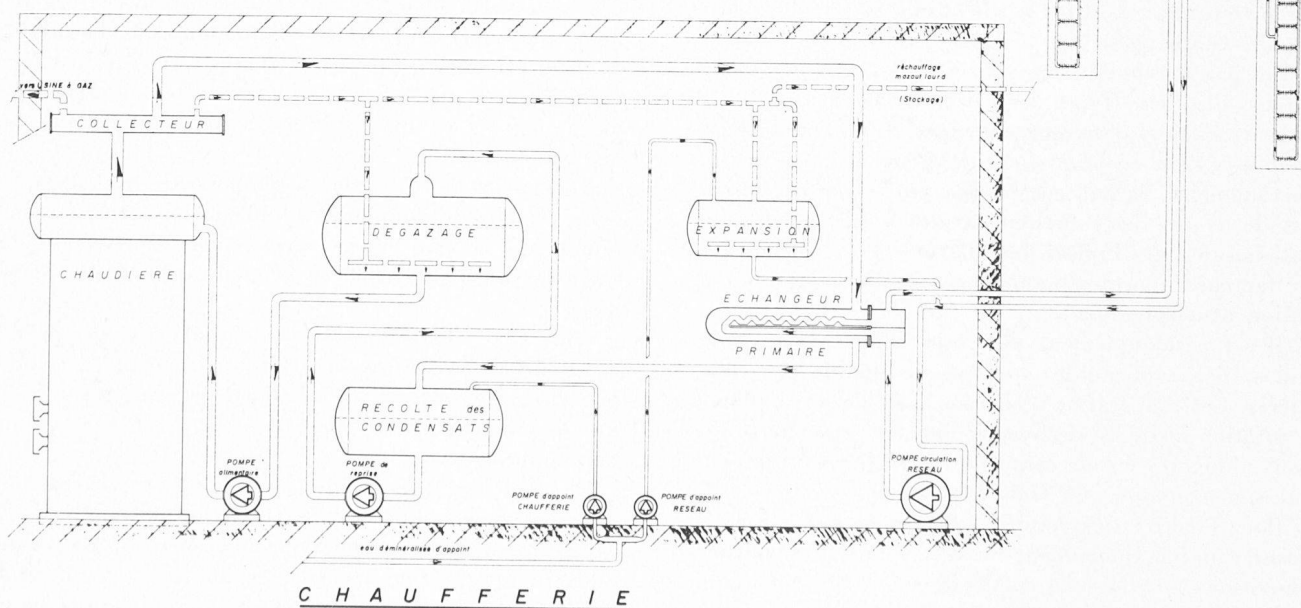 vers USINE à GAZ
COLLECTEUR
réchauffage
mazout lourd
(Stockage)
DEGAZAGE
EXPANSION
CHAUDIERE
ECHANGEUR
PRIMAIRE
RECOLTE des
CONDENSATS
POMPE
alimentaire
POMPE de
reprise
POMPE d'appoint
CHAUFFERIE
POMPE d'appoint
RESEAU
POMPE circulation
RESEAU
eau déminéralisée d'appoint
CHAUFFERIE